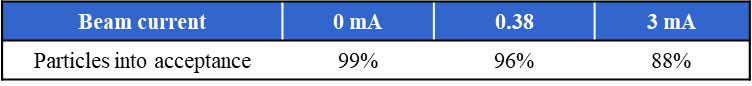 Beam current 0 mA 0.38 3 mA
Particles into acceptance 99% 96% 88%